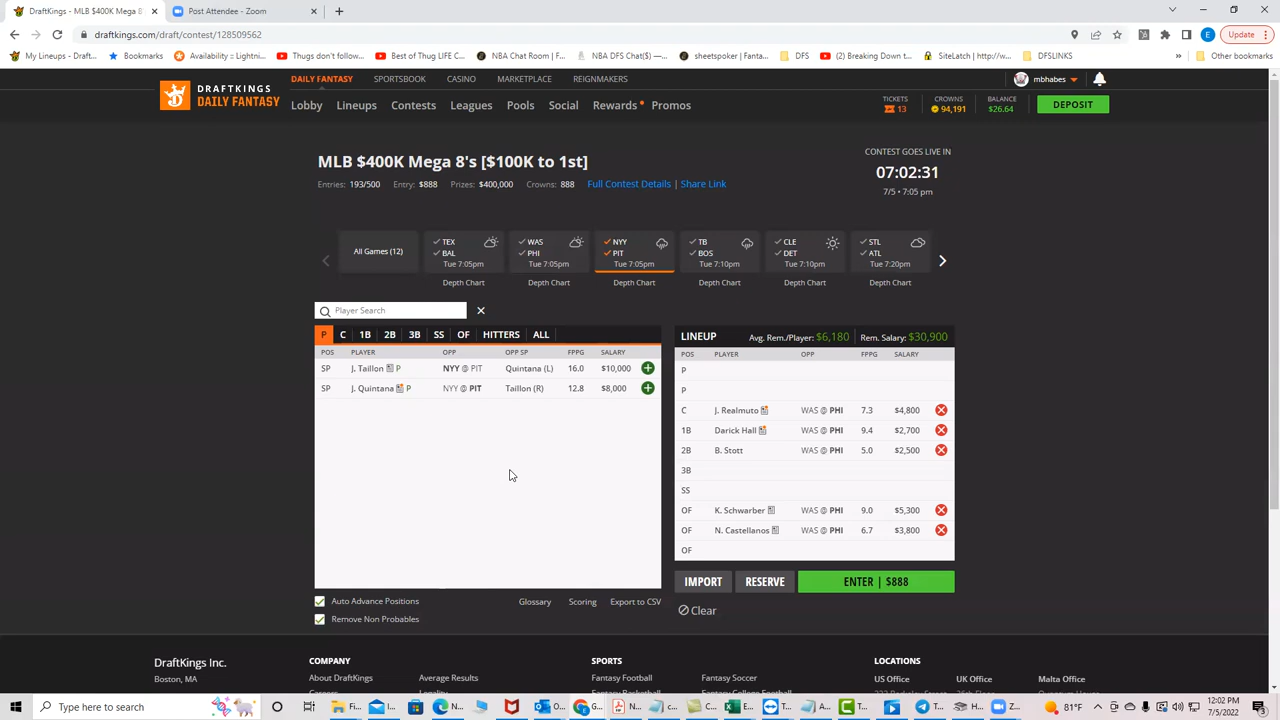 DraftKings - MLB $400K Mega 8'
Post Attendee - Zoom
draftkings.com/draft/contest/128509562
Update
My Lineups - Draft...
Bookmarks
Availability :: Lightni...
Thugs don't follow...
Best of Thug Life C...
NBA Chat Room | F...
NBA DFS Chat($) —...
sheetspoker | Fanta...
DFS
(2) Breaking Down t...
SiteLatch | http://w...
DFSLINKS
Other bookmarks
DRAFTKINGS
DAILY FANTASY
DAILY FANTASY SPORTSBOOK CASINO MARKETPLACE REIGNMAKERS
mbhabes
Lobby Lineups Contests Leagues Pools Social Rewards Promos
TICKETS
13
CROWNS
94,191
BALANCE
$26.64
DEPOSIT
MLB $400K Mega 8's [$100K to 1st]
Entries: 193/500 Entry: $888 Prizes: $400,000 Crowns: 888 Full Contest Details | Share Link
CONTEST GOES LIVE IN
07:02:31
7/5 • 7:05 pm
All Games (12)
TEX
BAL
Tue 7:05pm
Depth Chart
WAS
PHI
Tue 7:05pm
Depth Chart
NYY
PIT
Tue 7:05pm
Depth Chart
TB
BOS
Tue 7:10pm
Depth Chart
CLE
DET
Tue 7:10pm
Depth Chart
STL
ATL
Tue 7:20pm
Depth Chart
Player Search
P C 1B 2B 3B SS OF HITTERS ALL
POS PLAYER OPP OPP SP FPPG SALARY
SP J. Taillon P NYY @ PIT Quintana (L) 16.0 $10,000
SP J. Quintana P NYY @ PIT Taillon (R) 12.8 $8,000
LINEUP Avg. Rem./Player: $6,180 Rem. Salary: $30,900
POS PLAYER OPP FPPG SALARY
P
P
C J. Realmuto WAS @ PHI 7.3 $4,800
1B Darick Hall WAS @ PHI 9.4 $2,700
2B B. Stott WAS @ PHI 5.0 $2,500
3B
SS
OF K. Schwarber WAS @ PHI 9.0 $5,300
OF N. Castellanos WAS @ PHI 6.7 $3,800
OF
IMPORT RESERVE ENTER | $888
Clear
Auto Advance Positions
Glossary Scoring Export to CSV
Remove Non Probables
DraftKings Inc.
Boston, MA
COMPANY
About DraftKings
Average Results
SPORTS
Fantasy Football
Fantasy Soccer
LOCATIONS
US Office
UK Office
Malta Office
Type here to search
81°F
12:02 PM
7/5/2022